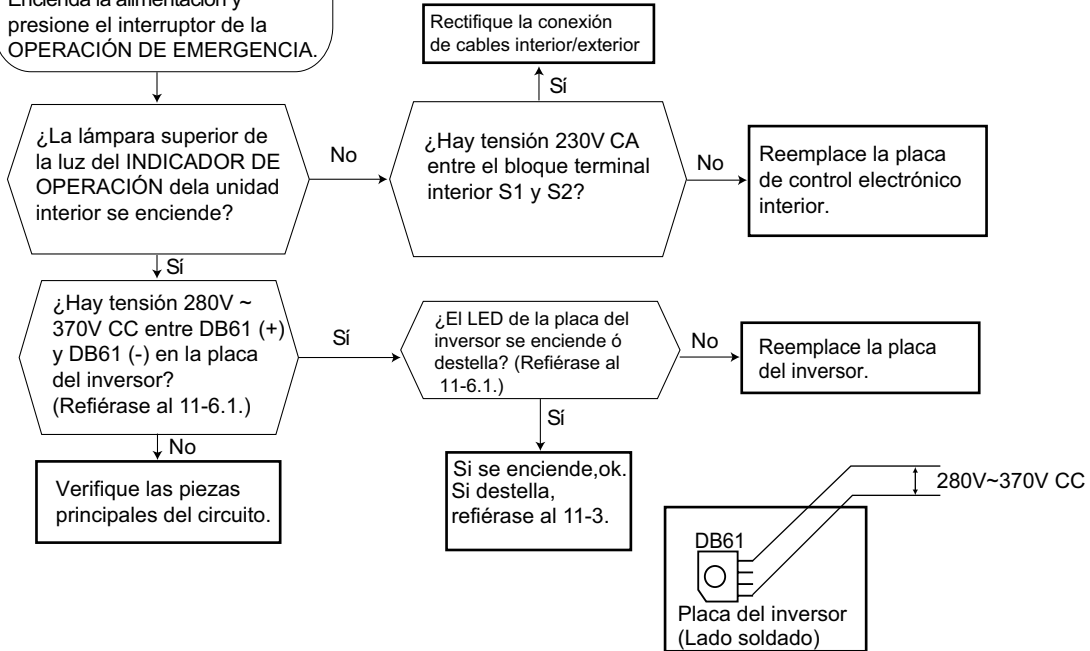 Encienda la alimentación y
presione el interruptor de la
OPERACIÓN DE EMERGENCIA.
Rectifique la conexión
de cables interior/exterior
Sí
¿La lámpara superior de
la luz del INDICADOR DE
OPERACIÓN dela unidad
interior se enciende?
No
¿Hay tensión 230V CA
entre el bloque terminal
interior S1 y S2?
No
Reemplace la placa
de control electrónico
interior.
Sí
¿Hay tensión 280V ~
370V CC entre DB61 (+)
y DB61 (-) en la placa
del inversor?
(Refiérase al 11-6.1.)
Sí
¿El LED de la placa del
inversor se enciende ó
destella? (Refiérase al
11-6.1.)
No
Reemplace la placa
del inversor.
No
Sí
Verifique las piezas
principales del circuito.
Si se enciende,ok.
Si destella,
refiérase al 11-3.
280V~370V CC
DB61
Placa del inversor
(Lado soldado)